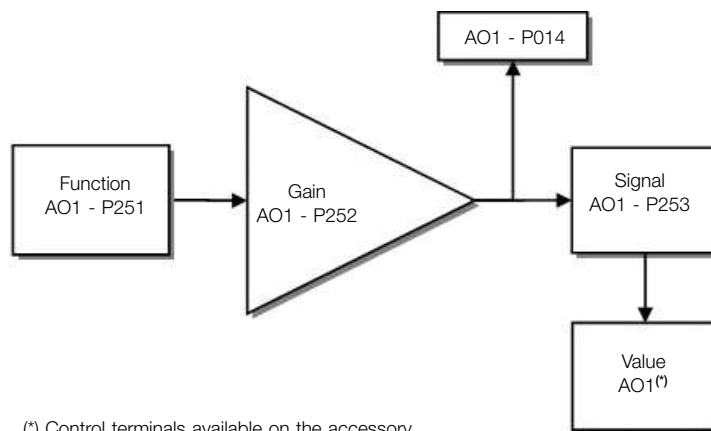 AO1 - P014
Function
AO1 - P251
Gain
AO1 - P252
Signal
AO1 - P253
Value
AO1(*)
(*) Control terminals available on the accessory.